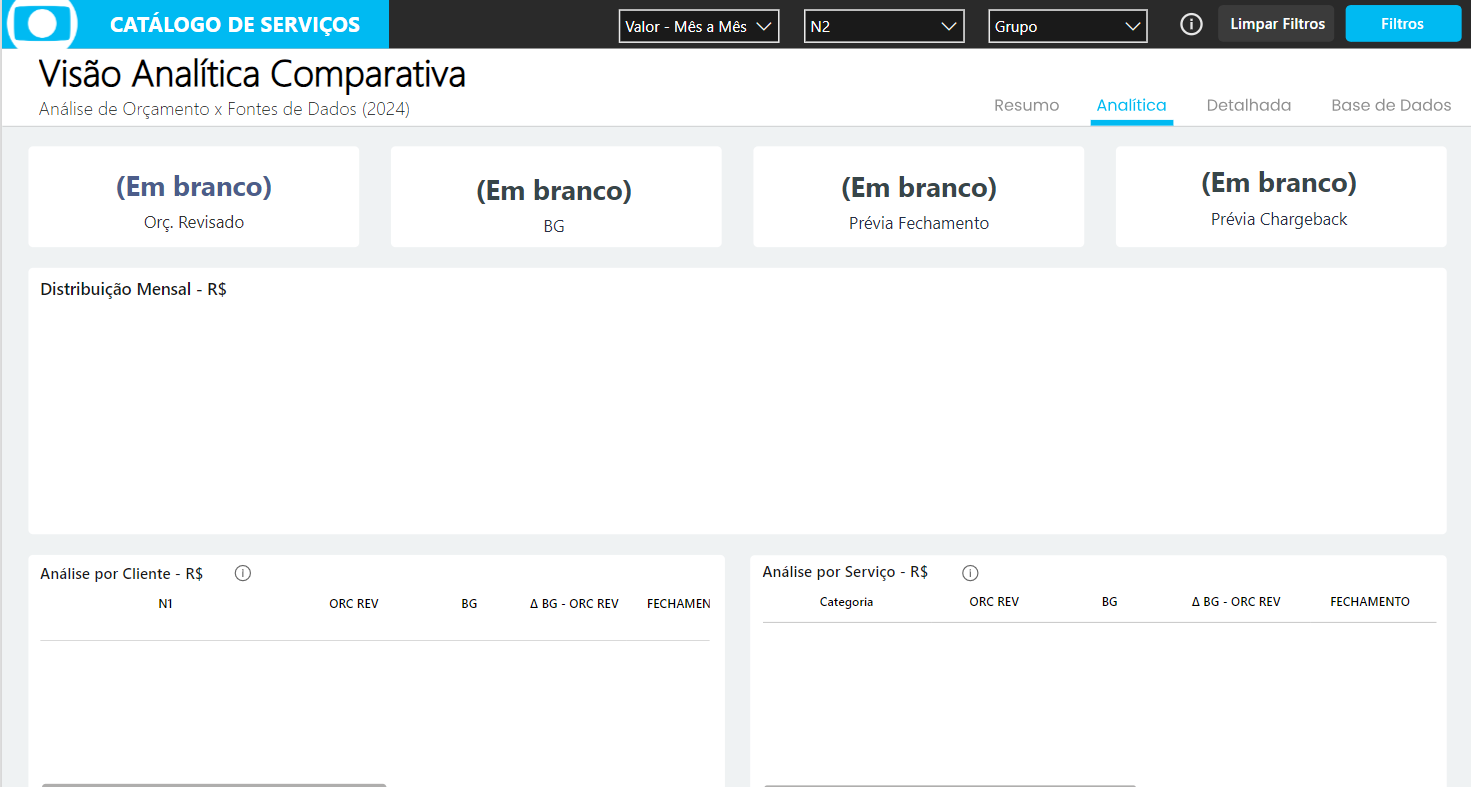 CATÁLOGO DE SERVIÇOS
Valor - Mês a Mês
N2
Grupo
Limpar Filtros
Filtros
Visão Analítica Comparativa
Análise de Orçamento x Fontes de Dados (2024)
Resumo
Analítica
Detalhada
Base de Dados
(Em branco)
Orç. Revisado
(Em branco)
BG
(Em branco)
Prévia Fechamento
(Em branco)
Prévia Chargeback
Distribuição Mensal - R$
Análise por Cliente - R$
N1 ORC REV BG Δ BG - ORC REV FECHAMEN
Análise por Serviço - R$
Categoria ORC REV BG Δ BG - ORC REV FECHAMENTO